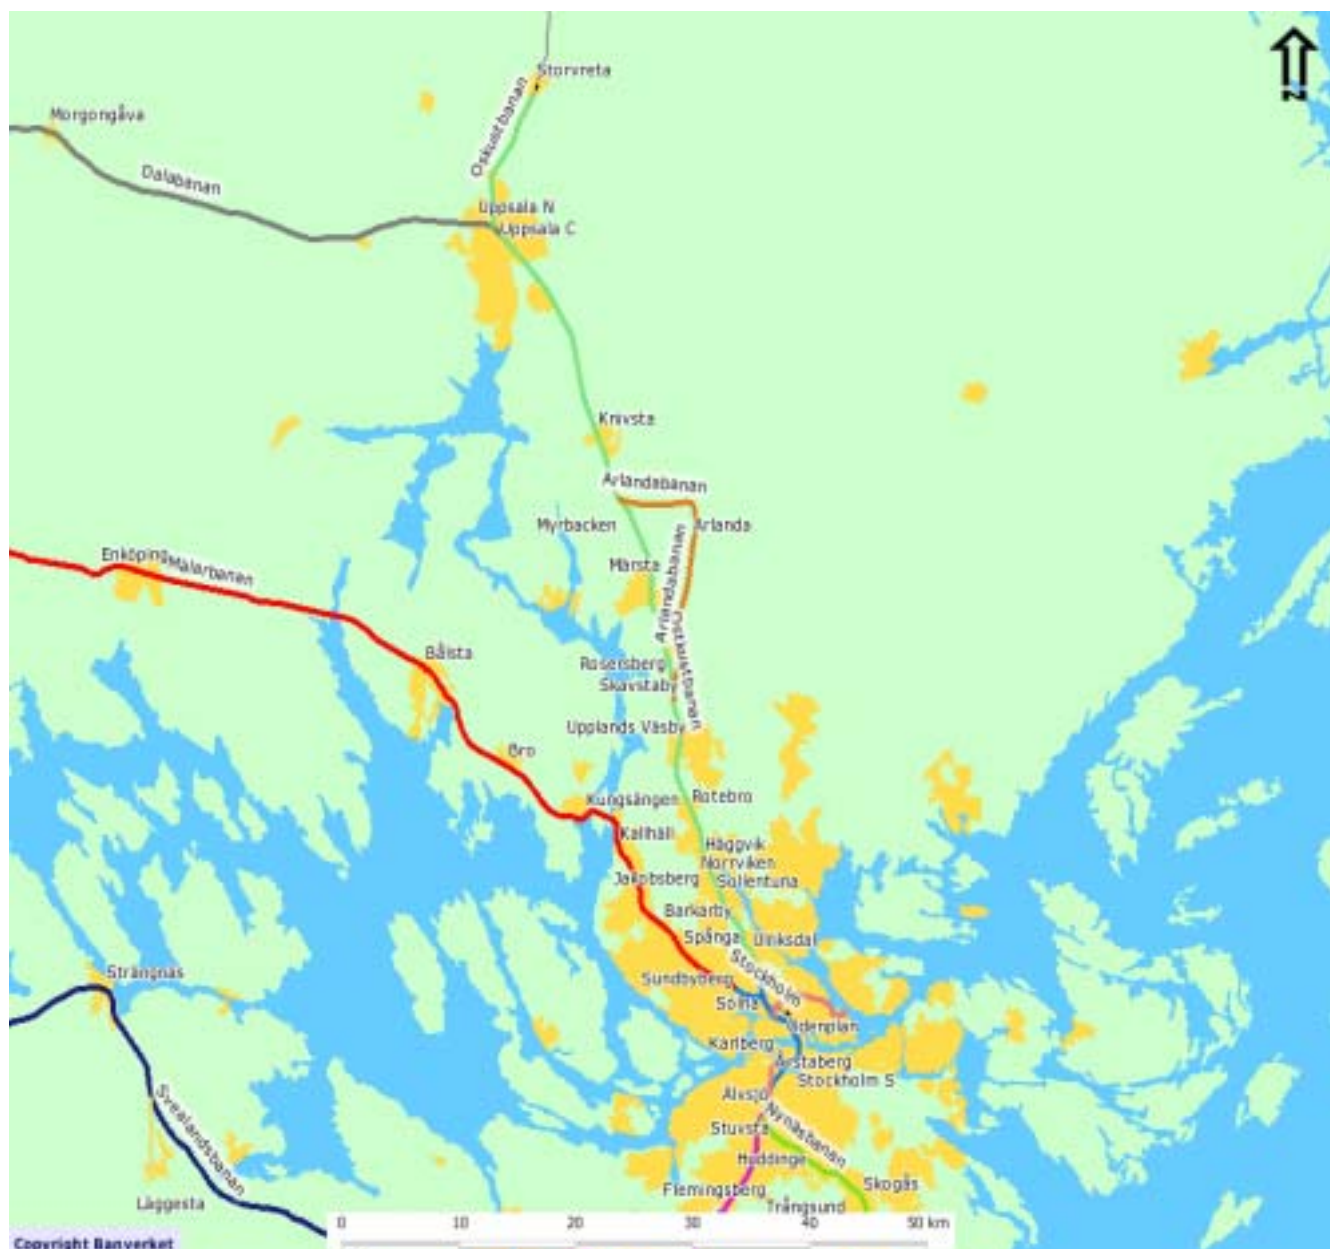 Storvreta
Morgongåva
Oskustbanan
Dalabanan
Uppsala N
Uppsala C
Knivsta
Arlandabanan
Myrbacken
Arlanda
Märsta
Arlandabanan
Ostkustbanan
Enköping
Mälarbanan
Bålsta
Rosersberg
Skavstaby
Upplands Väsby
Bro
Kungsängen
Rotebro
Kallhäll
Häggvik
Norrviken
Jakobsberg
Sollentuna
Barkarby
Spånga
Ulriksdal
Stockholm
Sundbyberg
Strängnäs
Solna
Odenplan
Karlberg
Årstaberg
Stockholm S
Älvsjö
Svealandsbanan
Nynäsbanan
Stuvsta
Huddinge
Flemingsberg
Skogås
Trångsund
Läggesta
0 10 20 30 40 50 km
Copyright Banverket
N